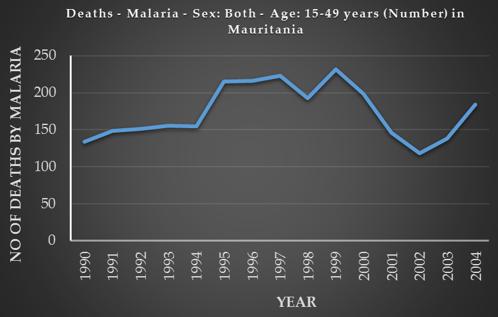 Deaths - Malaria - Sex: Both - Age: 15-49 years (Number) in
Mauritania
NO OF DEATHS BY MALARIA
250
200
150
100
50
0
1990 1991 1992 1993 1994 1995 1996 1997 1998 1999 2000 2001 2002 2003 2004
YEAR